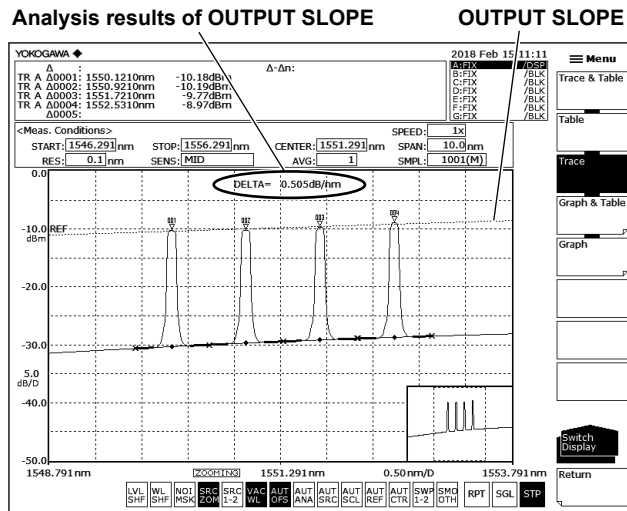 Analysis results of OUTPUT SLOPE
OUTPUT SLOPE
YOKOGAWA ◆
2018 Feb 15 11:11
Δ :
Δ-Δn:
TR A Δ0001: 1550.1210nm -10.18dBm
TR A Δ0002: 1550.9210nm -10.19dBm
TR A Δ0003: 1551.7210nm -9.77dBm
TR A Δ0004: 1552.5310nm -8.97dBm
Δ0005:
A:FIX /DSP
B:FIX /BLK
C:FIX /BLK
D:FIX /BLK
E:FIX /BLK
F:FIX /BLK
G:FIX /BLK
<Meas. Conditions>
SPEED: 1x
START: 1546.291 nm STOP: 1556.291 nm CENTER: 1551.291 nm SPAN: 10.0 nm
RES: 0.1 nm SENS: MID AVG: 1 SMPL: 1001(M)
0.0
DELTA= 0.505dB/nm
001 002 003 004
-10.0 REF
dBm
-20.0
-30.0
5.0
dB/D
-40.0
-50.0
1548.791nm ZOOMING 1551.291nm 0.50nm/D 1553.791nm
LVL SHF
WL SHF
NOI MSK
SRC ZOM
SRC 1-2
VAC WL
AUT OFS
AUT ANA
AUT SRC
AUT SCL
AUT REF
AUT CTR
SWP 1-2
SMO OTH
RPT
SGL
STP
Menu
Trace & Table
Table
Trace
Graph & Table
Graph
Switch
Display
Return